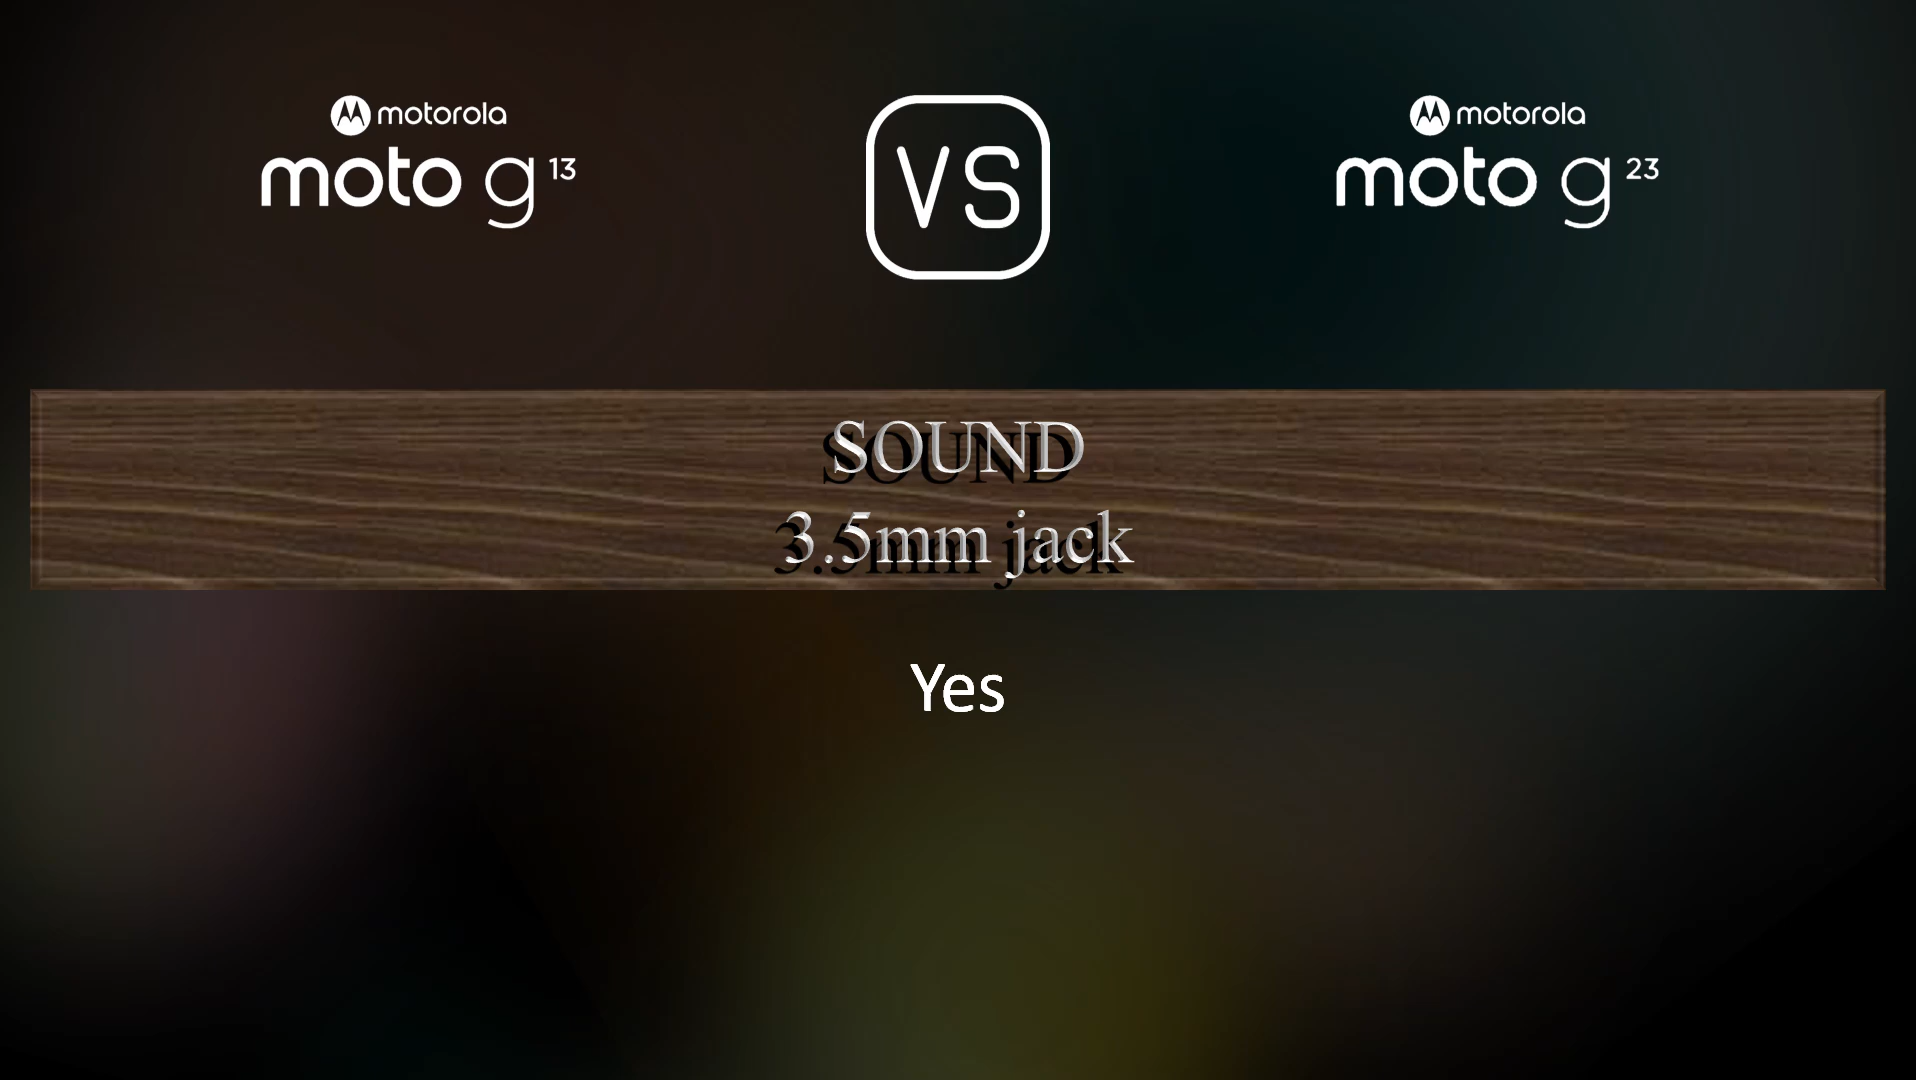 motorola
moto g 13
VS
motorola
moto g 23
SOUND
3.5mm jack
Yes